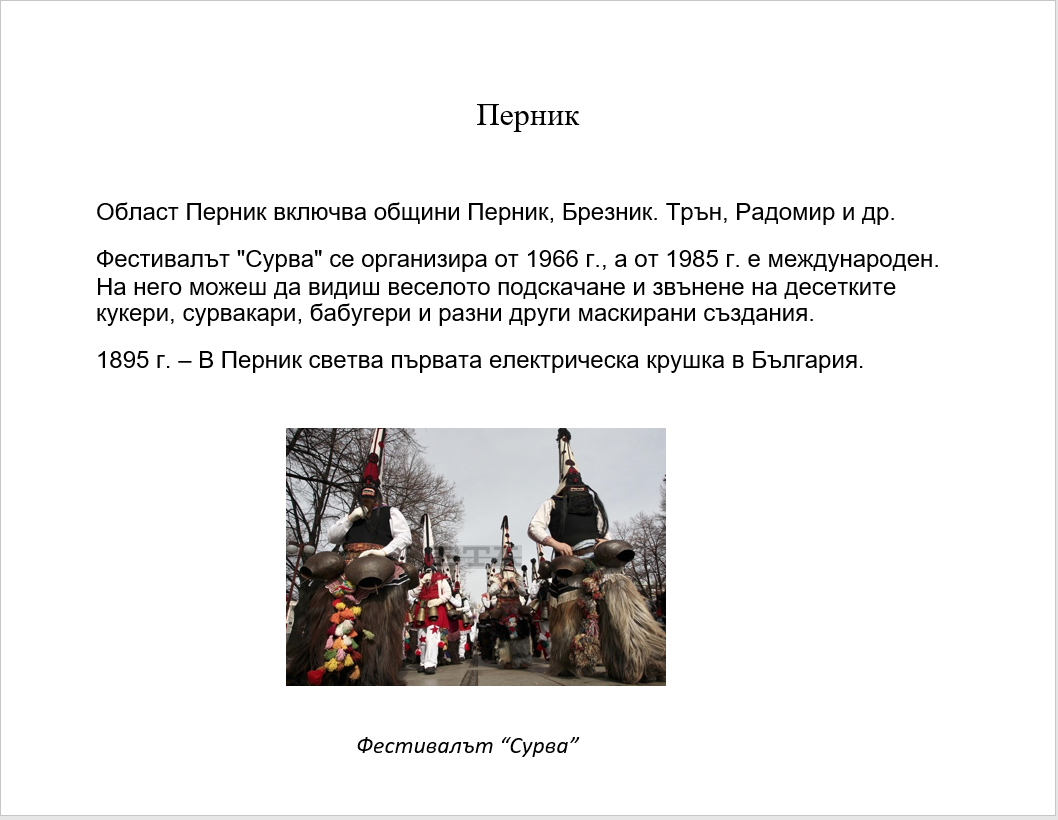 Перник
Област Перник включва общини Перник, Брезник. Трън, Радомир и др.
Фестивалът "Сурва" се организира от 1966 г., а от 1985 г. е международен.
На него можеш да видиш веселото подскачане и звънене на десетките
кукери, сурвакари, бабугери и разни други маскирани създания.
1895 г. – В Перник светва първата електрическа крушка в България.
Фестивалът “Сурва”